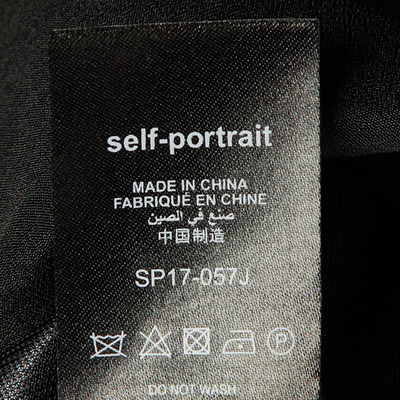 self-portrait
MADE IN CHINA
FABRIQUÉ EN CHINE
صنع في الصين
中国制造
SP17-057J
P
DO NOT WASH